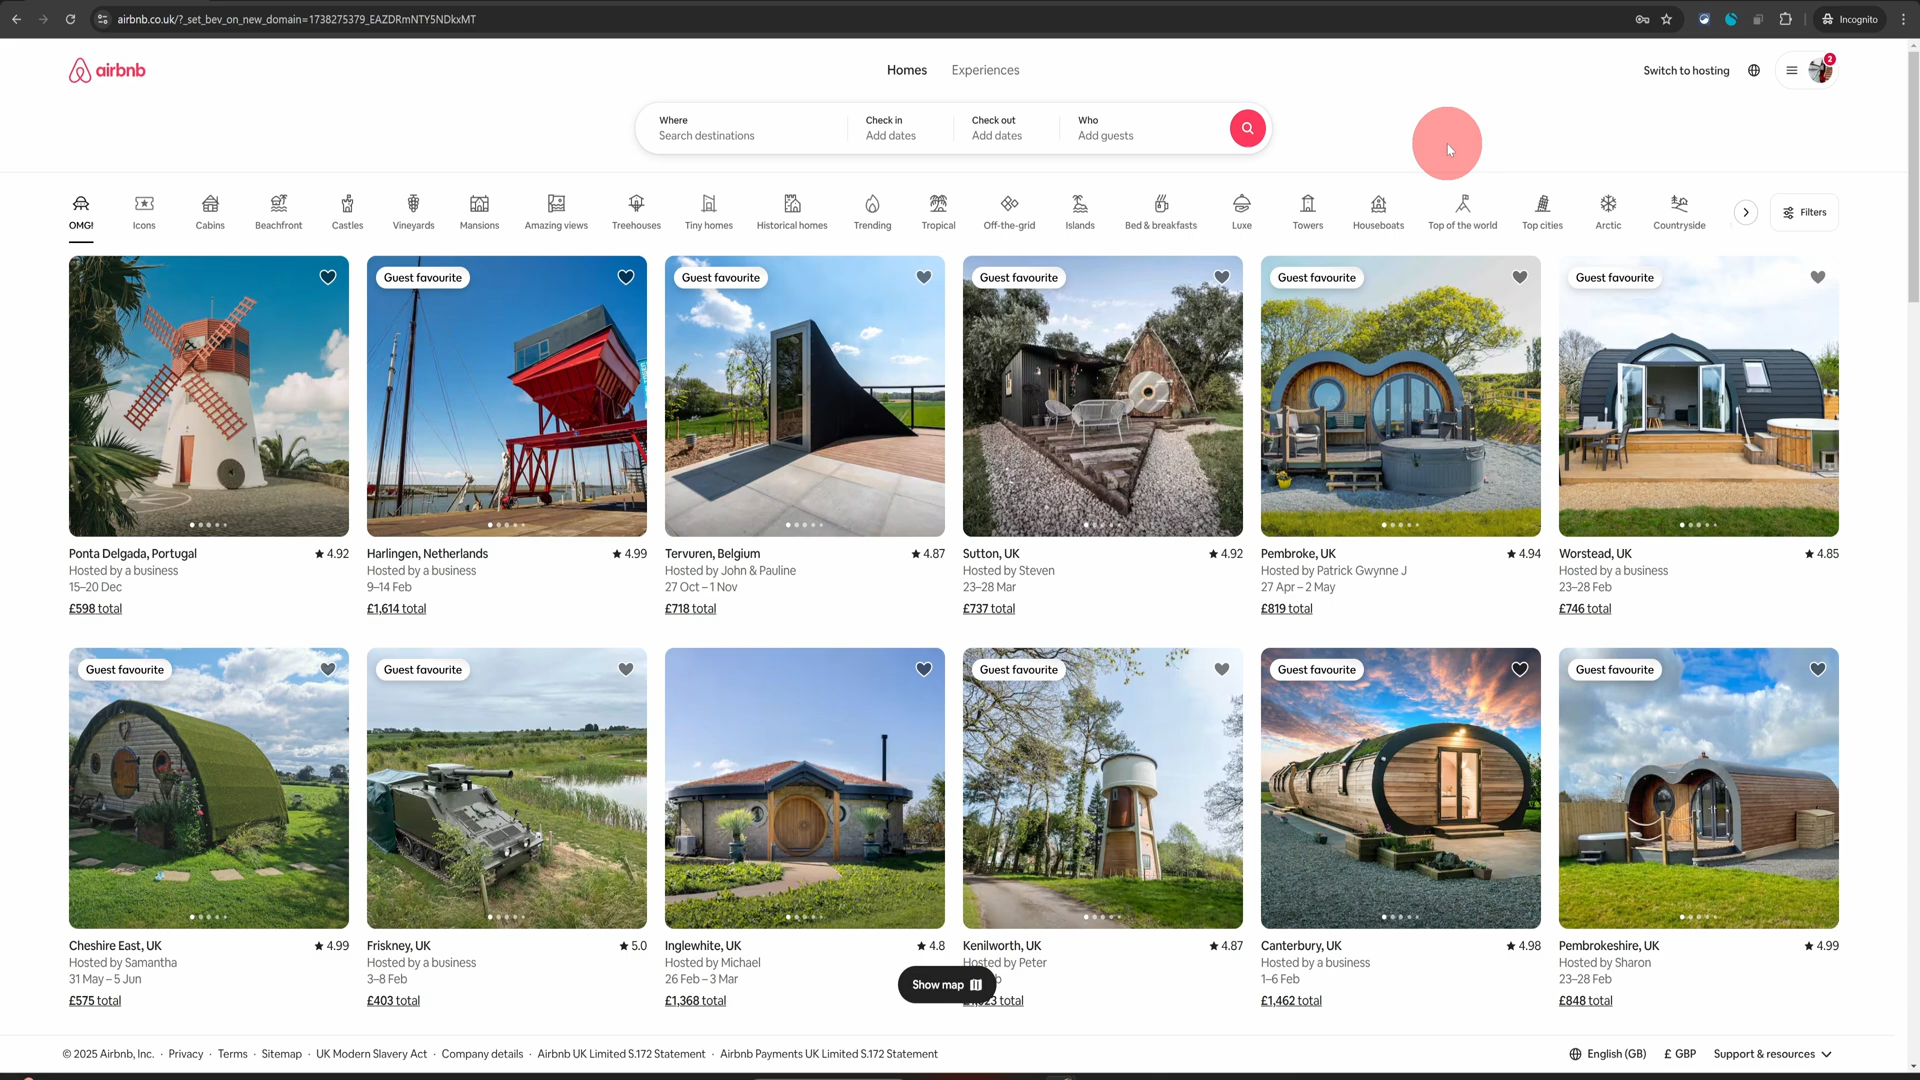 airbnb.co.uk/?_set_bev_on_new_domain=1738275379_EAZDRmNTY5NDkxMT
Incognito
airbnb
Homes
Experiences
Switch to hosting
2
Where
Search destinations
Check in
Add dates
Check out
Add dates
Who
Add guests
OMG!
Icons
Cabins
Beachfront
Castles
Vineyards
Mansions
Amazing views
Treehouses
Tiny homes
Historical homes
Trending
Tropical
Off-the-grid
Islands
Bed & breakfasts
Luxe
Towers
Houseboats
Top of the world
Top cities
Arctic
Countryside
Filters
Guest favourite
Guest favourite
Guest favourite
Guest favourite
Guest favourite
Ponta Delgada, Portugal
4.92
Hosted by a business
15–20 Dec
£598 total
Harlingen, Netherlands
4.99
Hosted by a business
9–14 Feb
£1,614 total
Tervuren, Belgium
4.87
Hosted by John & Pauline
27 Oct – 1 Nov
£718 total
Sutton, UK
4.92
Hosted by Steven
23–28 Mar
£737 total
Pembroke, UK
4.94
Hosted by Patrick Gwynne J
27 Apr – 2 May
£819 total
Worstead, UK
4.85
Hosted by a business
23–28 Feb
£746 total
Guest favourite
Guest favourite
Guest favourite
Guest favourite
Guest favourite
Cheshire East, UK
4.99
Hosted by Samantha
31 May – 5 Jun
£575 total
Friskney, UK
5.0
Hosted by a business
3–8 Feb
£403 total
Inglewhite, UK
4.8
Hosted by Michael
26 Feb – 3 Mar
£1,368 total
Kenilworth, UK
4.87
Hosted by Peter
total
Canterbury, UK
4.98
Hosted by a business
1–6 Feb
£1,462 total
Pembrokeshire, UK
4.99
Hosted by Sharon
23–28 Feb
£848 total
Show map
© 2025 Airbnb, Inc. · Privacy · Terms · Sitemap · UK Modern Slavery Act · Company details · Airbnb UK Limited S.172 Statement · Airbnb Payments UK Limited S.172 Statement
English (GB)
£ GBP
Support & resources